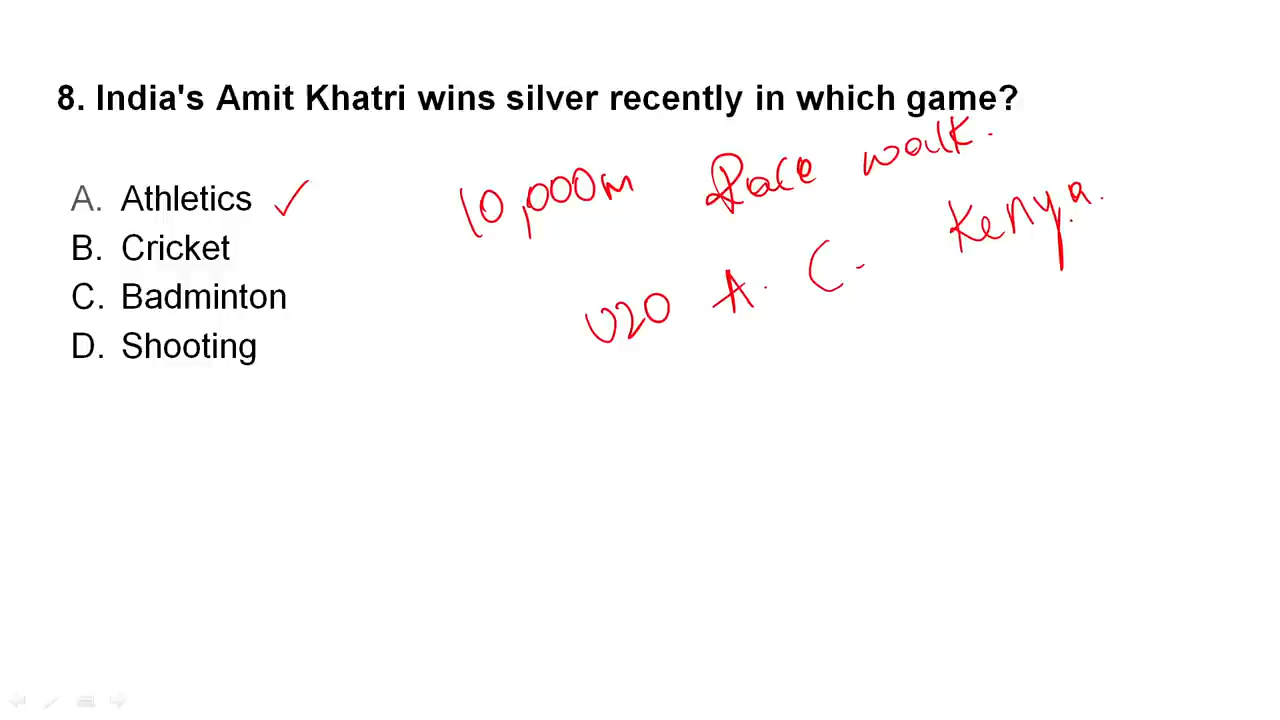 8. India's Amit Khatri wins silver recently in which game?
10,000m Race walk.
A. Athletics ✓
B. Cricket
C. Badminton
D. Shooting
U20 A. C. Kenya.